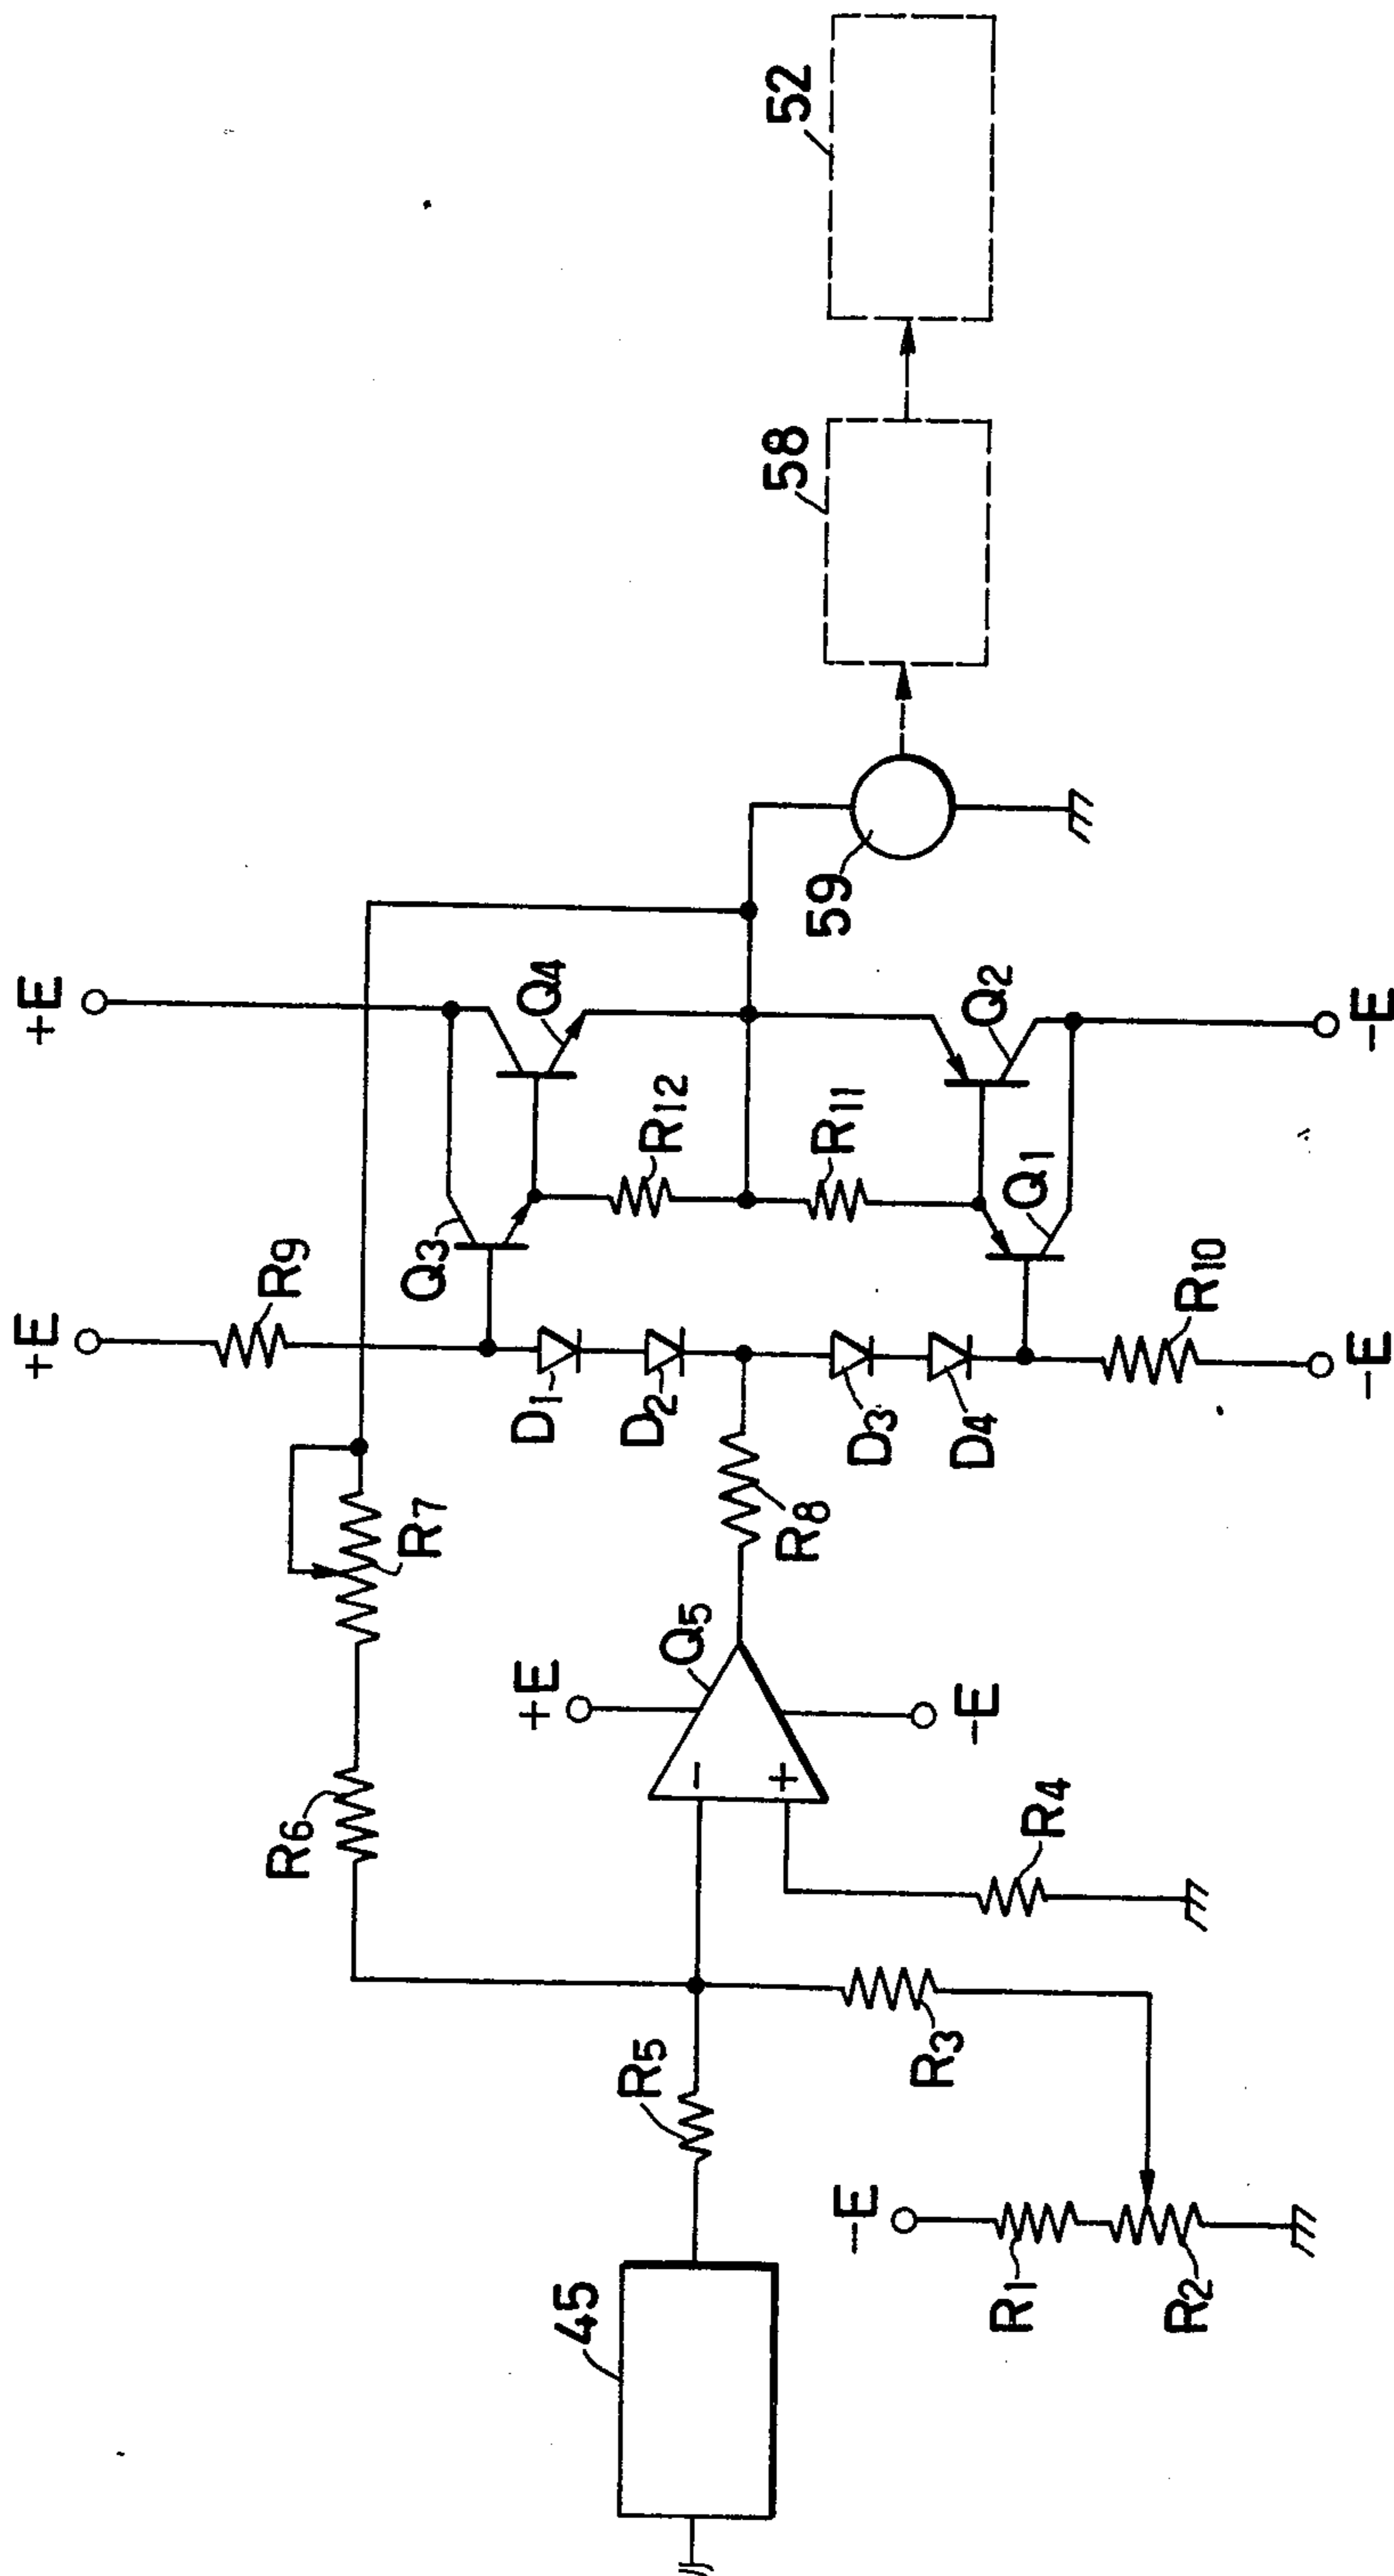 +E
+E
R9
Q3
Q4
R12
D1
D2
R7
R6
+E
Q5
-
+
-E
R8
D3
D4
R11
Q1
Q2
R10
-E
-E
59
58
52
45
R5
R3
R4
-E
R1
R2